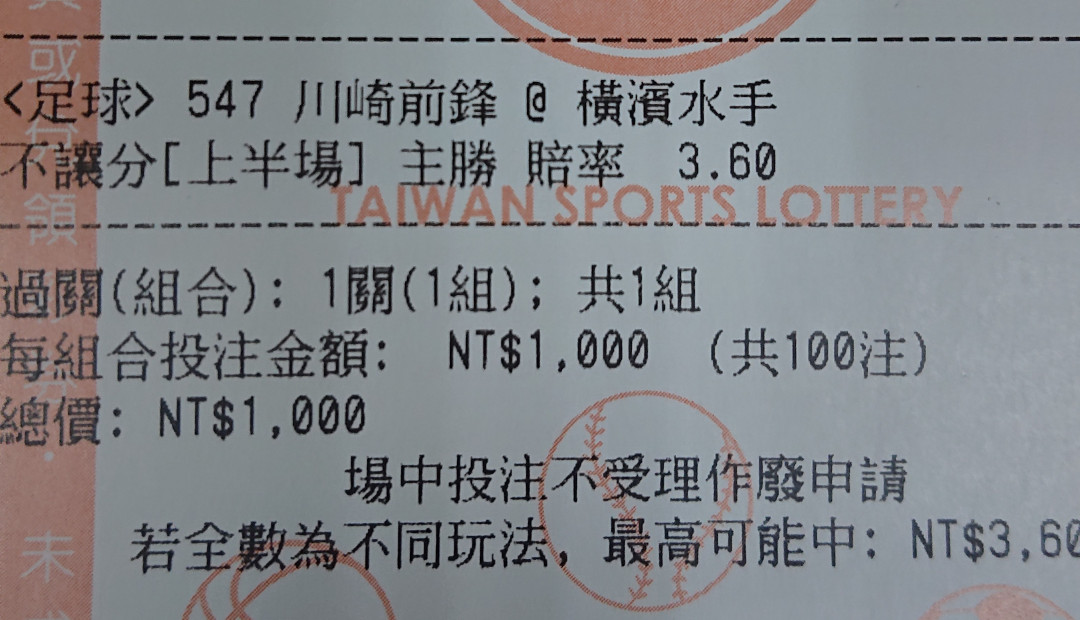 <足球> 547 川崎前鋒 @ 橫濱水手
不讓分[上半場] 主勝 賠率 3.60
TAIWAN SPORTS LOTTERY
過關(組合): 1關(1組); 共1組
每組合投注金額: NT$1,000 (共100注)
總價: NT$1,000
場中投注不受理作廢申請
若全數為不同玩法, 最高可能中: NT$3,60
或
領
未